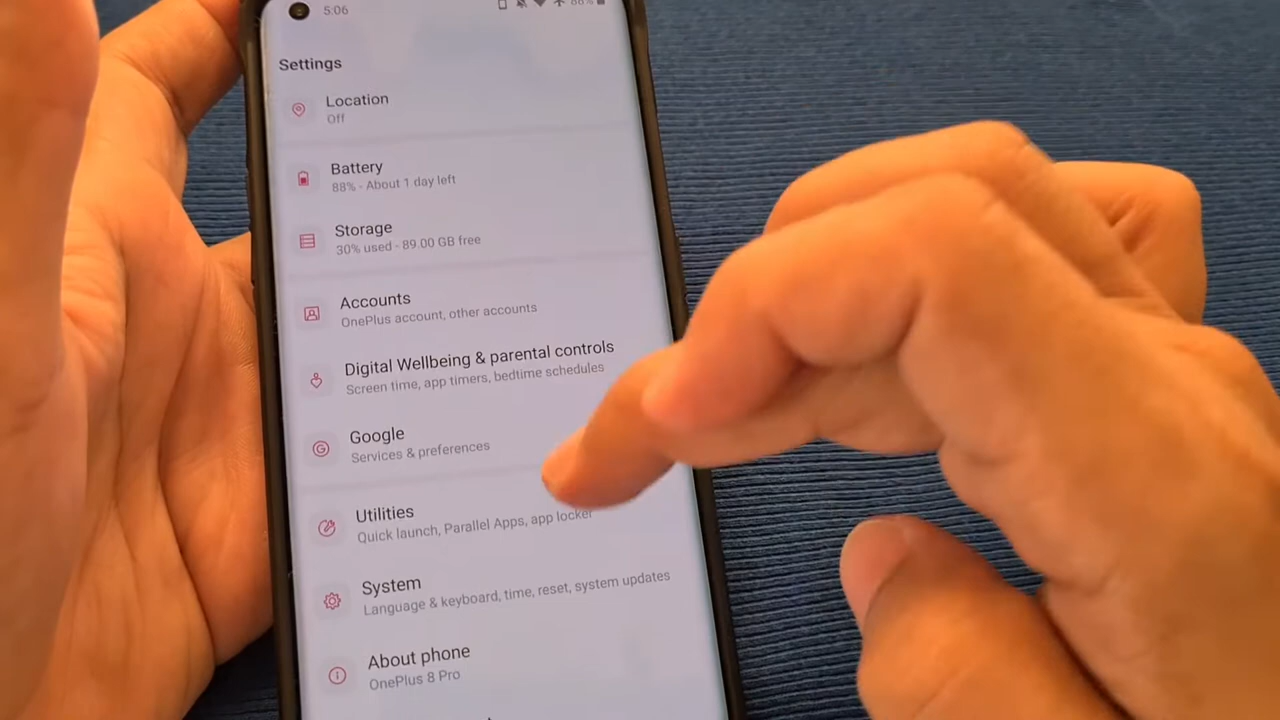 5:06
Settings
Location
Off
Battery
88% - About 1 day left
Storage
30% used - 89.00 GB free
Accounts
OnePlus account, other accounts
Digital Wellbeing & parental controls
Screen time, app timers, bedtime schedules
Google
Services & preferences
Utilities
Quick launch, Parallel Apps, app locker
System
Language & keyboard, time, reset, system updates
About phone
OnePlus 8 Pro